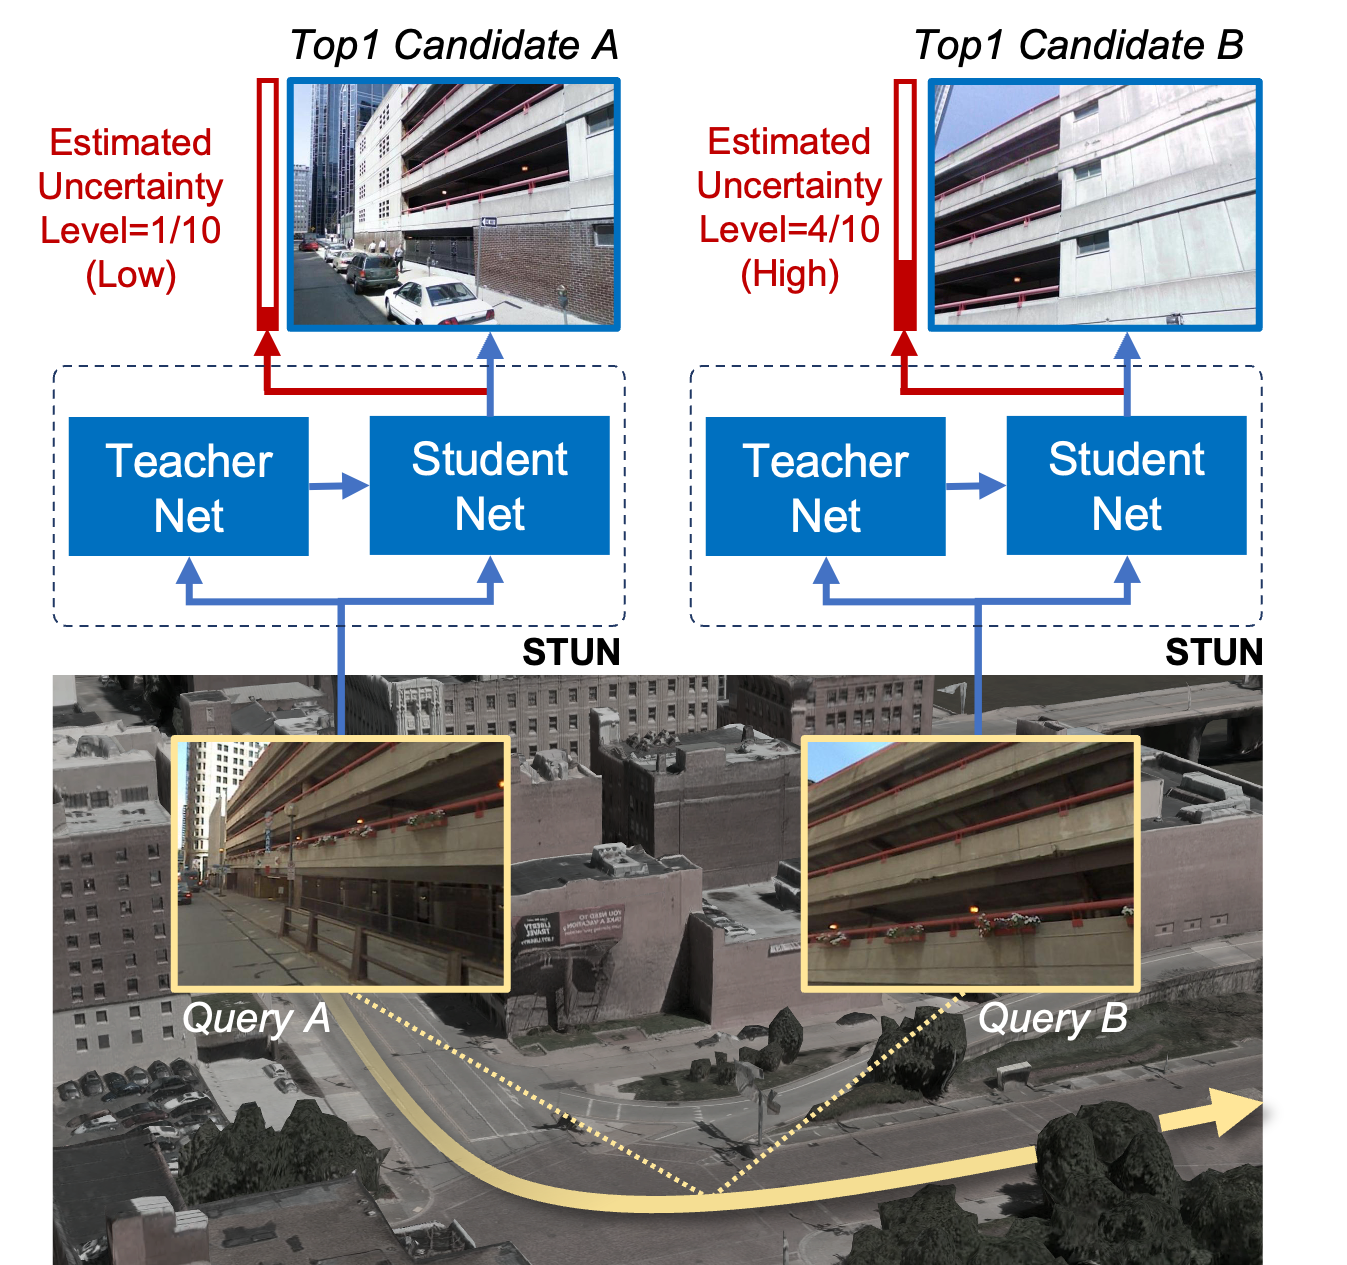 Top1 Candidate A
Top1 Candidate B
Estimated
Uncertainty
Level=1/10
(Low)
Estimated
Uncertainty
Level=4/10
(High)
Teacher
Net
Student
Net
Teacher
Net
Student
Net
STUN
STUN
Query A
Query B